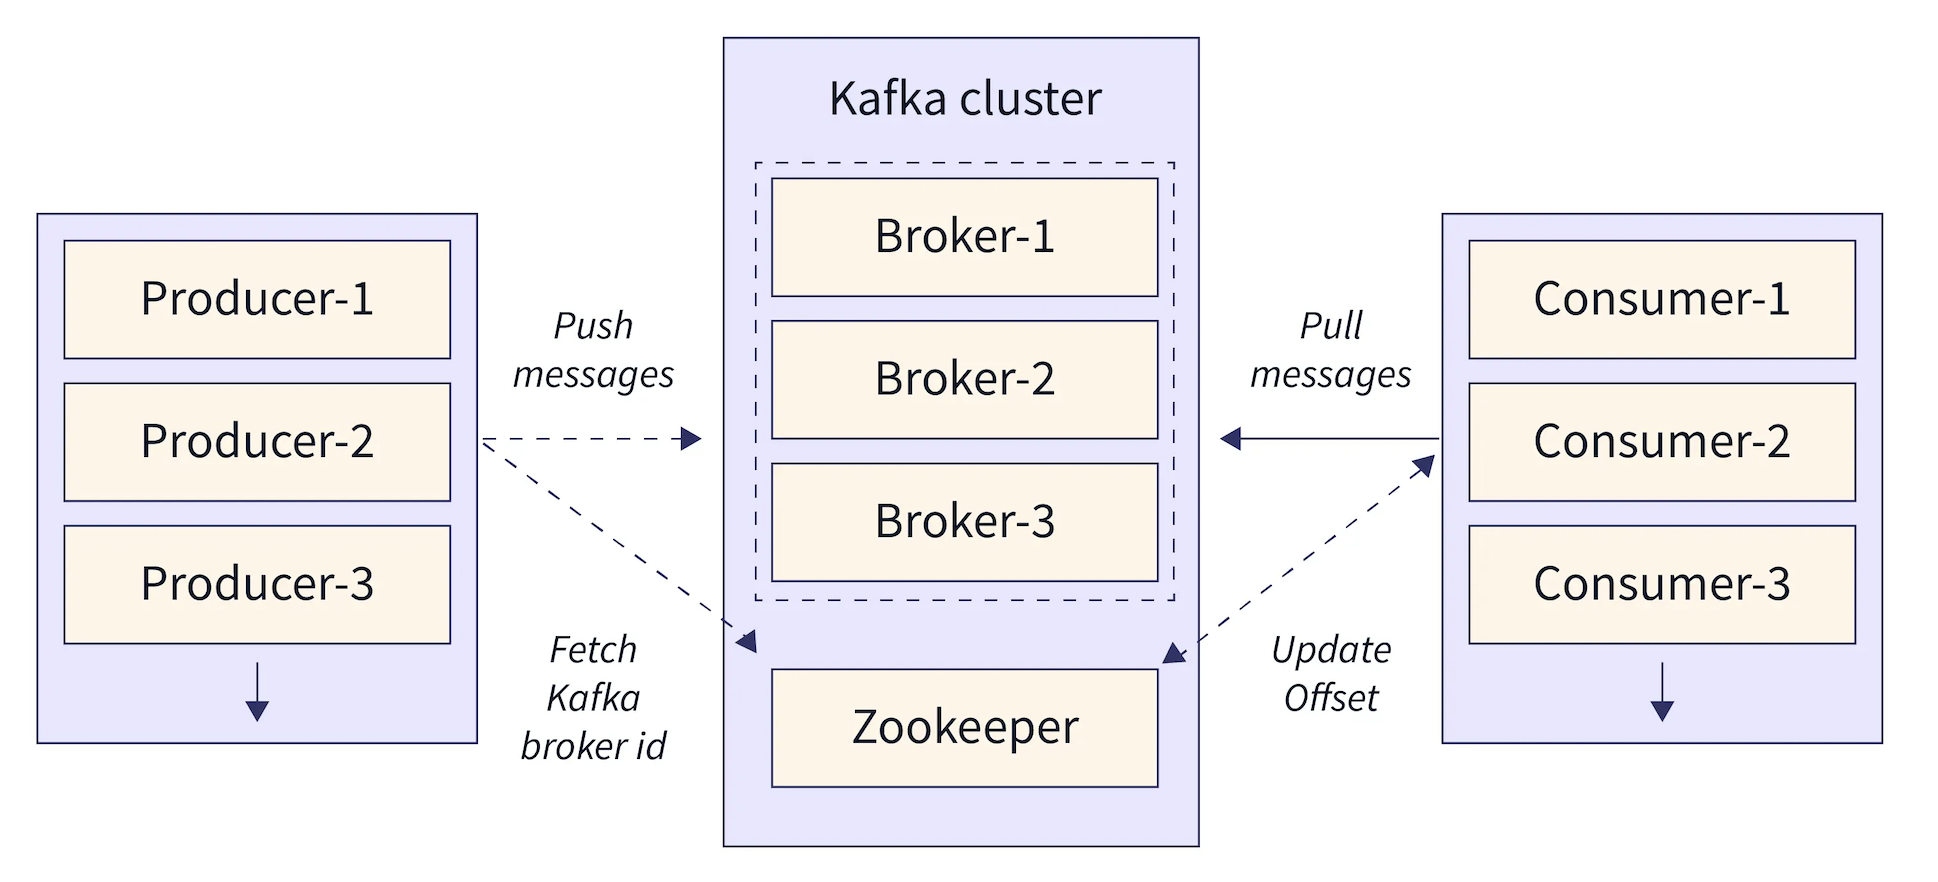 Kafka cluster
Producer-1
Producer-2
Producer-3
Push
messages
Fetch
Kafka
broker id
Broker-1
Broker-2
Broker-3
Zookeeper
Pull
messages
Update
Offset
Consumer-1
Consumer-2
Consumer-3